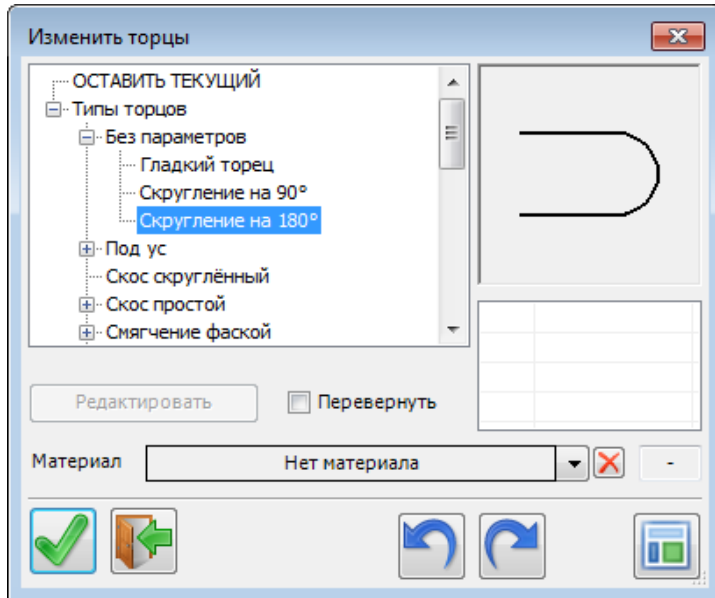 Изменить торцы
ОСТАВИТЬ ТЕКУЩИЙ
Типы торцов
Без параметров
Гладкий торец
Скругление на 90°
Скругление на 180°
Под ус
Скос скруглённый
Скос простой
Смягчение фаской
Редактировать
Перевернуть
Материал
Нет материала
-